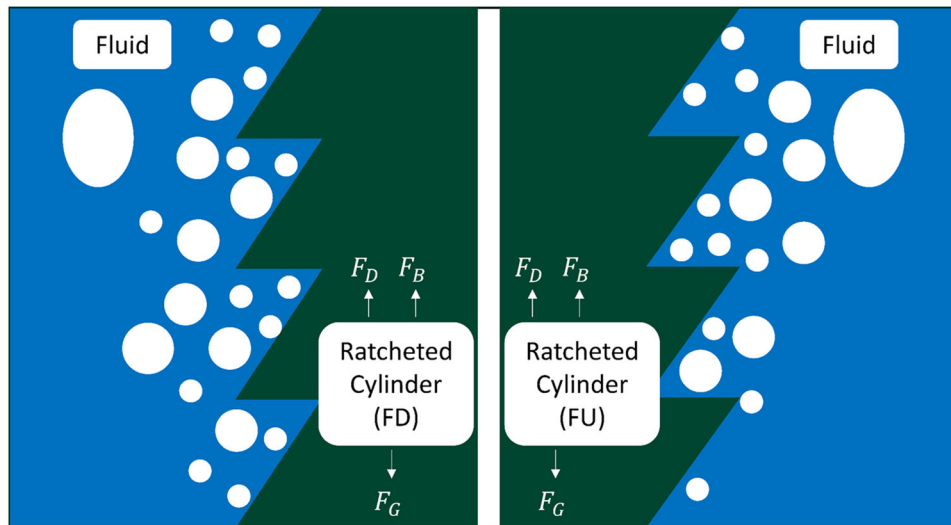 Fluid
Fluid
F_D F_B
F_D F_B
Ratcheted
Cylinder
(FD)
Ratcheted
Cylinder
(FU)
F_G
F_G